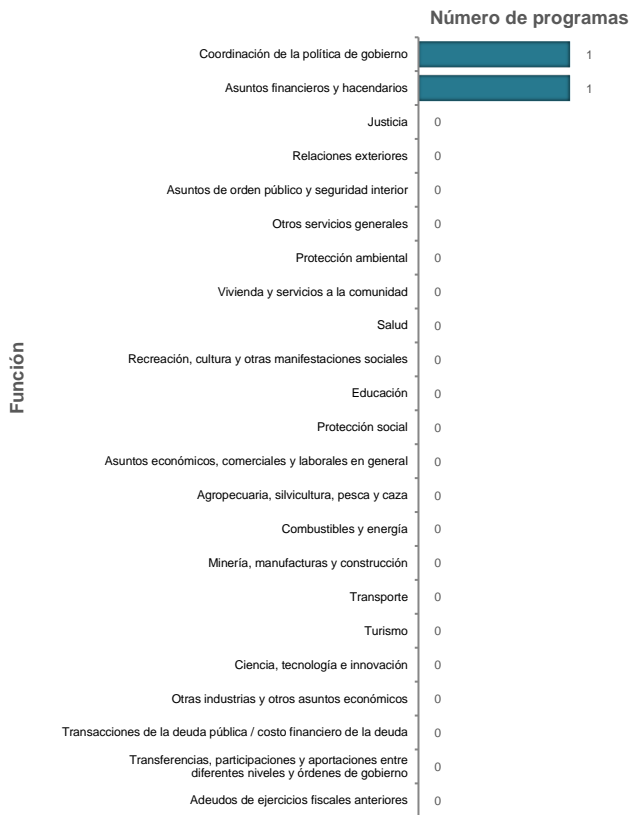 Número de programas
Coordinación de la política de gobierno 1
Asuntos financieros y hacendarios 1
Justicia 0
Relaciones exteriores 0
Asuntos de orden público y seguridad interior 0
Otros servicios generales 0
Protección ambiental 0
Vivienda y servicios a la comunidad 0
Salud 0
Recreación, cultura y otras manifestaciones sociales 0
Función
Educación 0
Protección social 0
Asuntos económicos, comerciales y laborales en general 0
Agropecuaria, silvicultura, pesca y caza 0
Combustibles y energía 0
Minería, manufacturas y construcción 0
Transporte 0
Turismo 0
Ciencia, tecnología e innovación 0
Otras industrias y otros asuntos económicos 0
Transacciones de la deuda pública / costo financiero de la deuda 0
Transferencias, participaciones y aportaciones entre
diferentes niveles y órdenes de gobierno 0
Adeudos de ejercicios fiscales anteriores 0